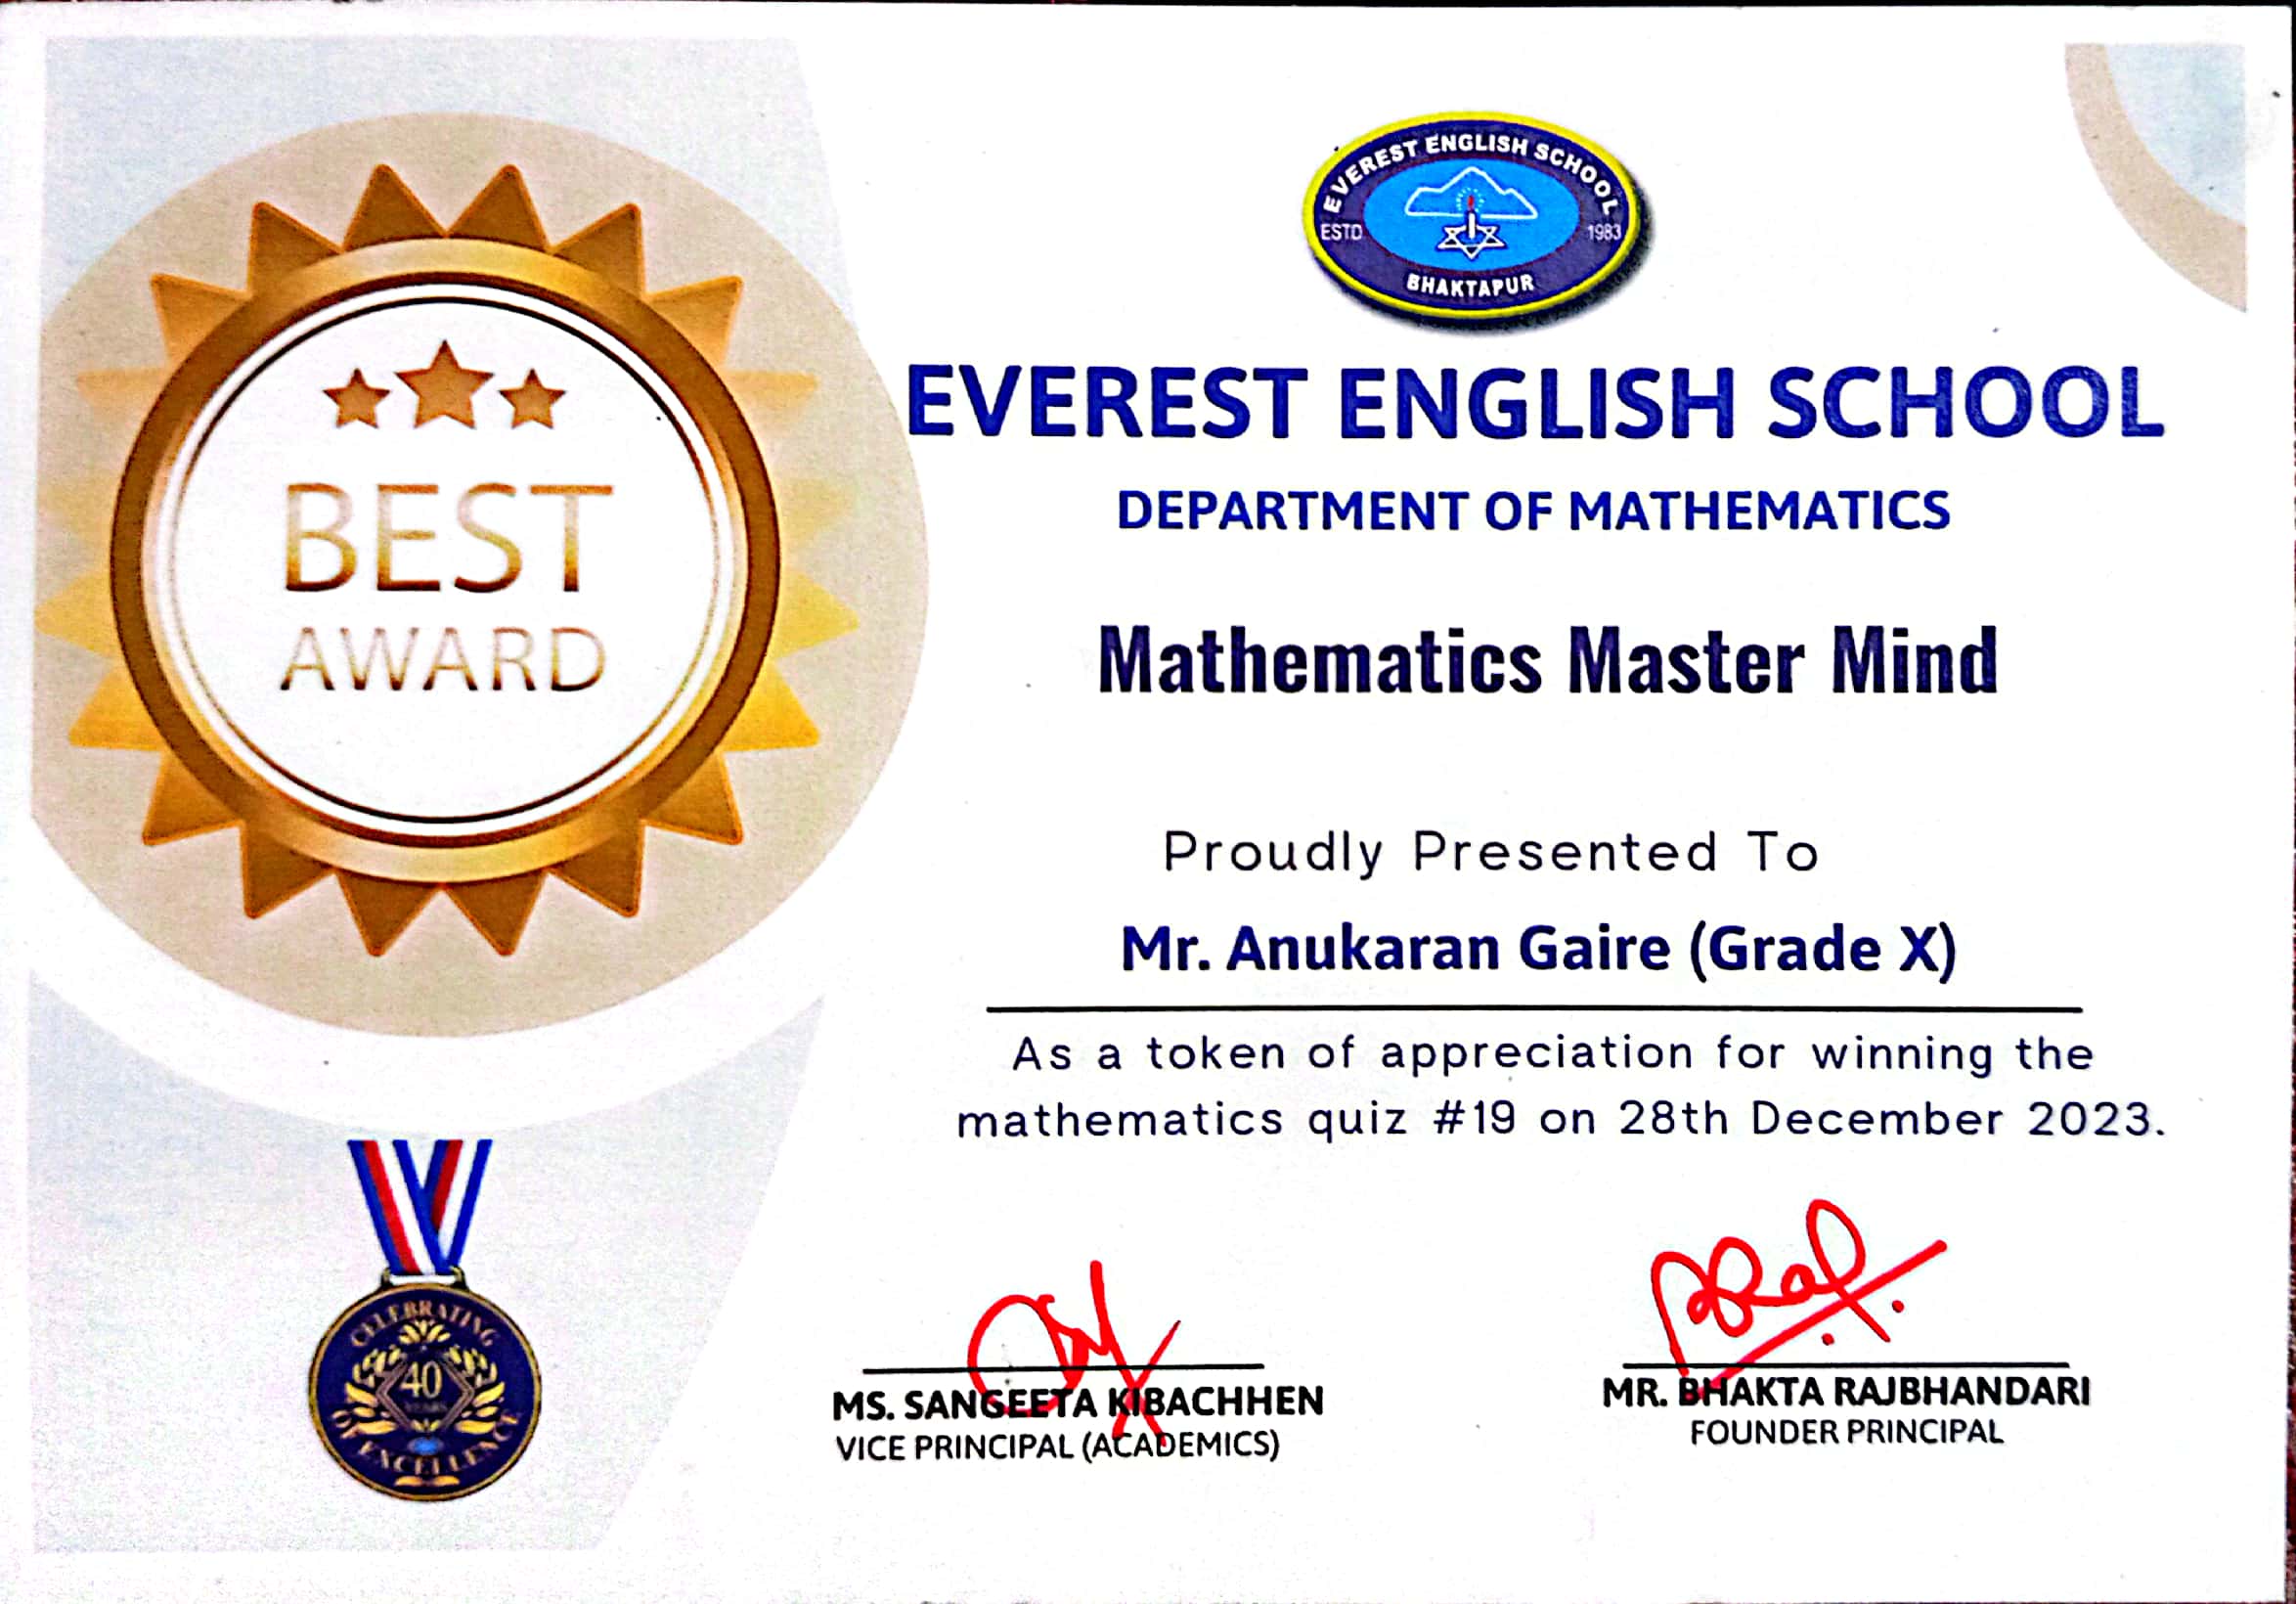 EVEREST ENGLISH SCHOOL
ESTD 1983
BHAKTAPUR
EVEREST ENGLISH SCHOOL
DEPARTMENT OF MATHEMATICS
BEST
AWARD
Mathematics Master Mind
Proudly Presented To
Mr. Anukaran Gaire (Grade X)
As a token of appreciation for winning the
mathematics quiz #19 on 28th December 2023.
CELEBRATING
40
YEARS
OF EXCELLENCE
MS. SANGEETA KIBACHHEN
VICE PRINCIPAL (ACADEMICS)
MR. BHAKTA RAJBHANDARI
FOUNDER PRINCIPAL